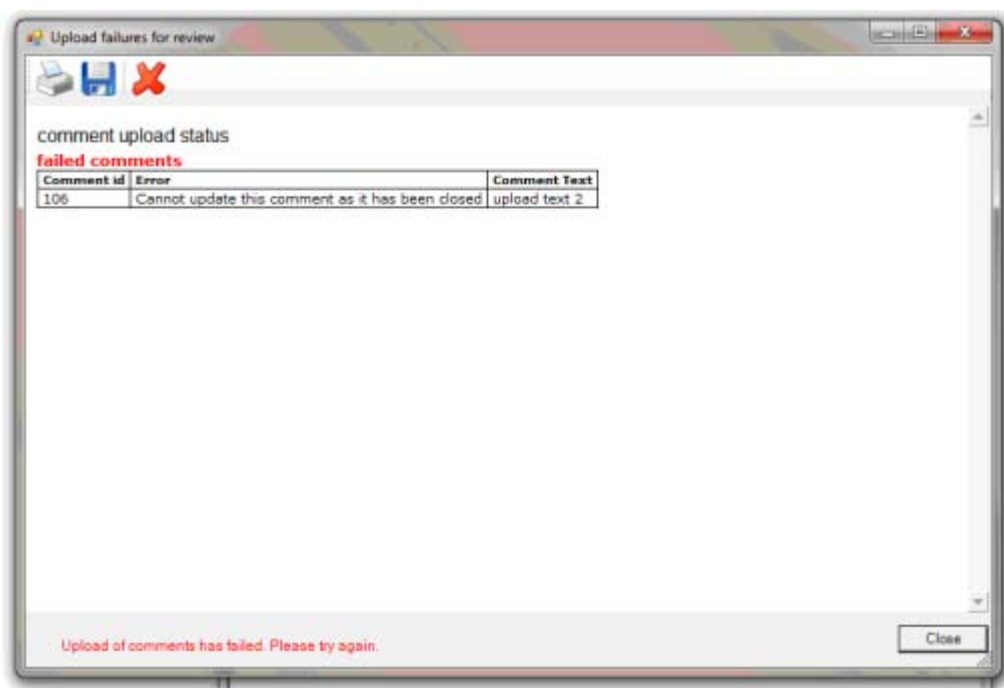 Upload failures for review
comment upload status
failed comments
Comment id Error Comment Text
106 Cannot update this comment as it has been closed upload text 2
Upload of comments has failed. Please try again.
Close